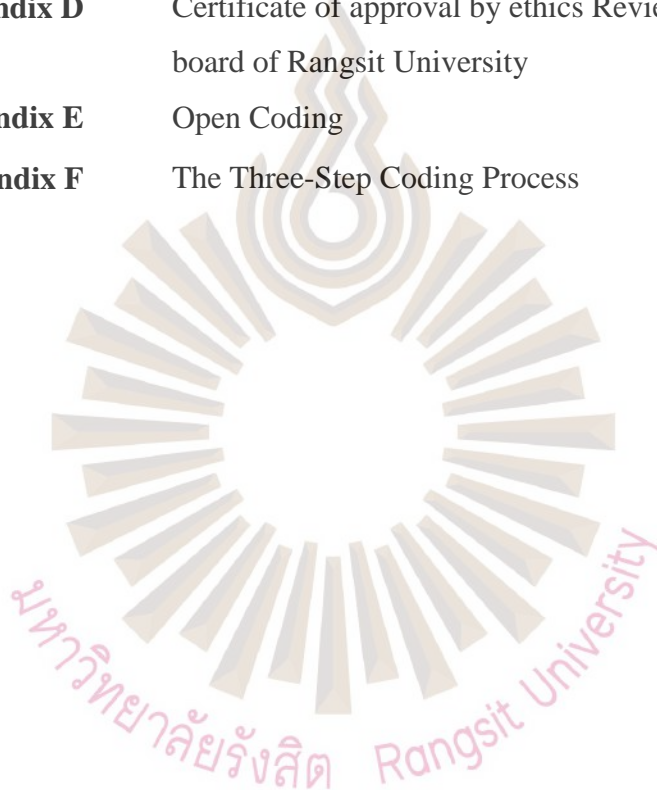 ndix D Certificate of approval by ethics Revie
board of Rangsit University
ndix E Open Coding
ndix F The Three-Step Coding Process
มหาวิทยาลัยรังสิต Rangsit University